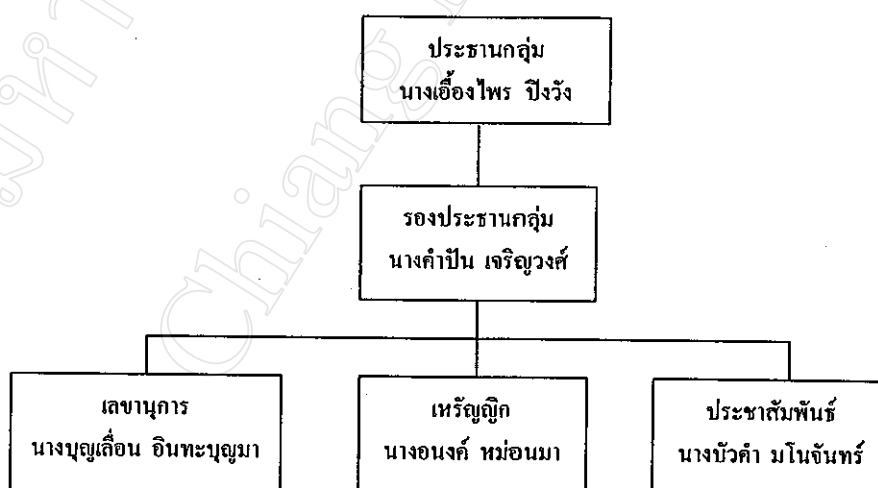 ประธานกลุ่ม
นางเอื้องไพร ปิงวัง
รองประธานกลุ่ม
นางคำปัน เจริญวงศ์
เลขานุการ
นางบุญเลื่อน อินทะบุญมา
เหรัญญิก
นางอนงค์ หม่อนมา
ประชาสัมพันธ์
นางบัวคำ มโนจันทร์
Chiang